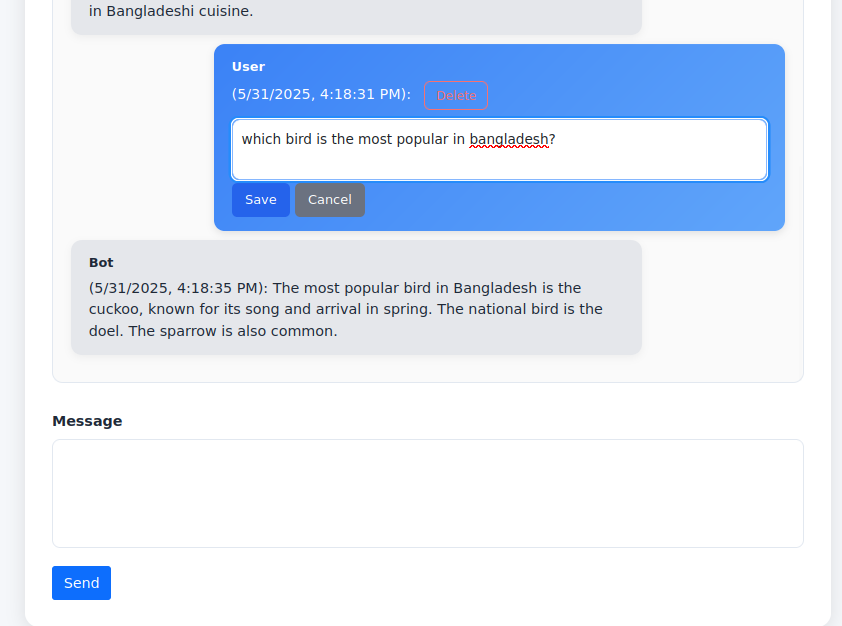 in Bangladeshi cuisine.
User
(5/31/2025, 4:18:31 PM): Delete
which bird is the most popular in bangladesh?
Save Cancel
Bot
(5/31/2025, 4:18:35 PM): The most popular bird in Bangladesh is the
cuckoo, known for its song and arrival in spring. The national bird is the
doel. The sparrow is also common.
Message
Send